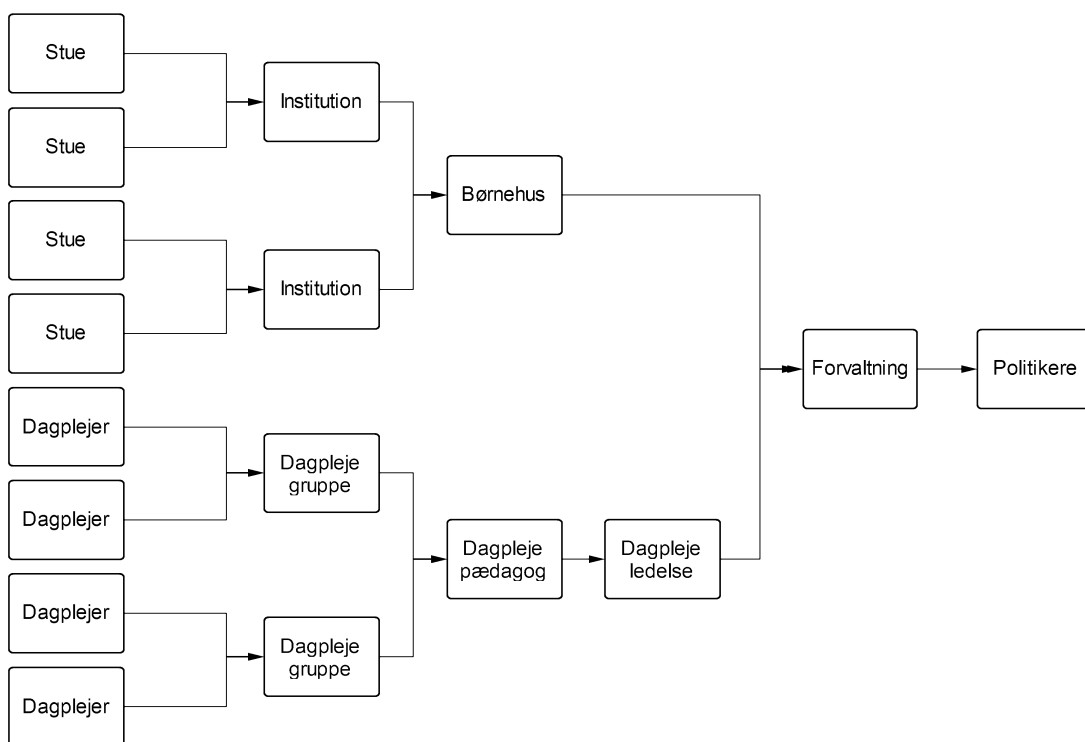 Stue
Stue
Stue
Stue
Dagplejer
Dagplejer
Dagplejer
Dagplejer
Institution
Institution
Dagpleje
gruppe
Dagpleje
gruppe
Børnehus
Dagpleje
pædagog
Dagpleje
ledelse
Forvaltning
Politikere